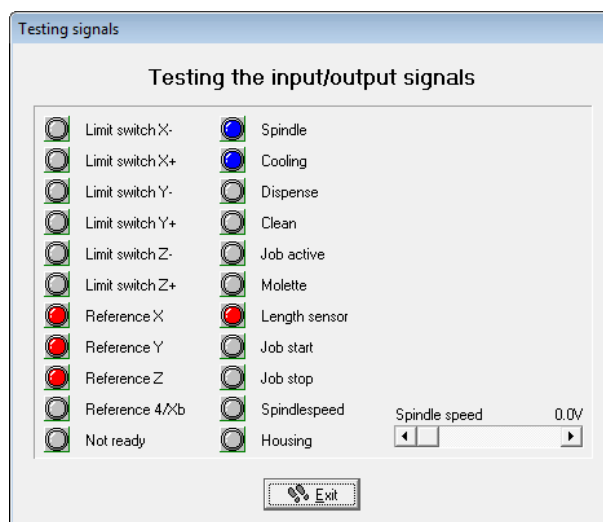 Testing signals
Testing the input/output signals
Limit switch X-
Limit switch X+
Limit switch Y-
Limit switch Y+
Limit switch Z-
Limit switch Z+
Reference X
Reference Y
Reference Z
Reference 4/Xb
Not ready
Spindle
Cooling
Dispense
Clean
Job active
Molette
Length sensor
Job start
Job stop
Spindlespeed
Housing
Spindle speed 0.0V
Exit